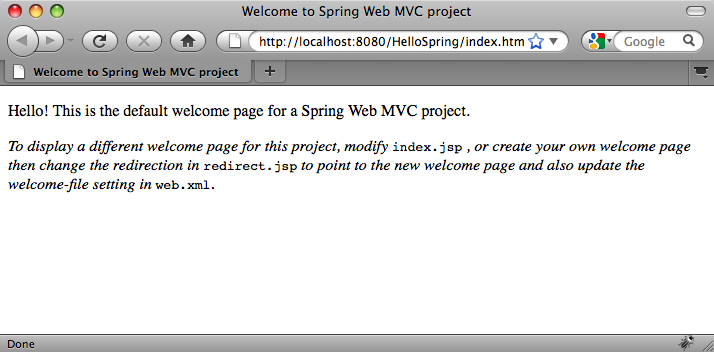 Welcome to Spring Web MVC project
http://localhost:8080/HelloSpring/index.htm
Google
Welcome to Spring Web MVC project
Hello! This is the default welcome page for a Spring Web MVC project.
To display a different welcome page for this project, modify index.jsp , or create your own welcome page
then change the redirection in redirect.jsp to point to the new welcome page and also update the
welcome-file setting in web.xml.
Done